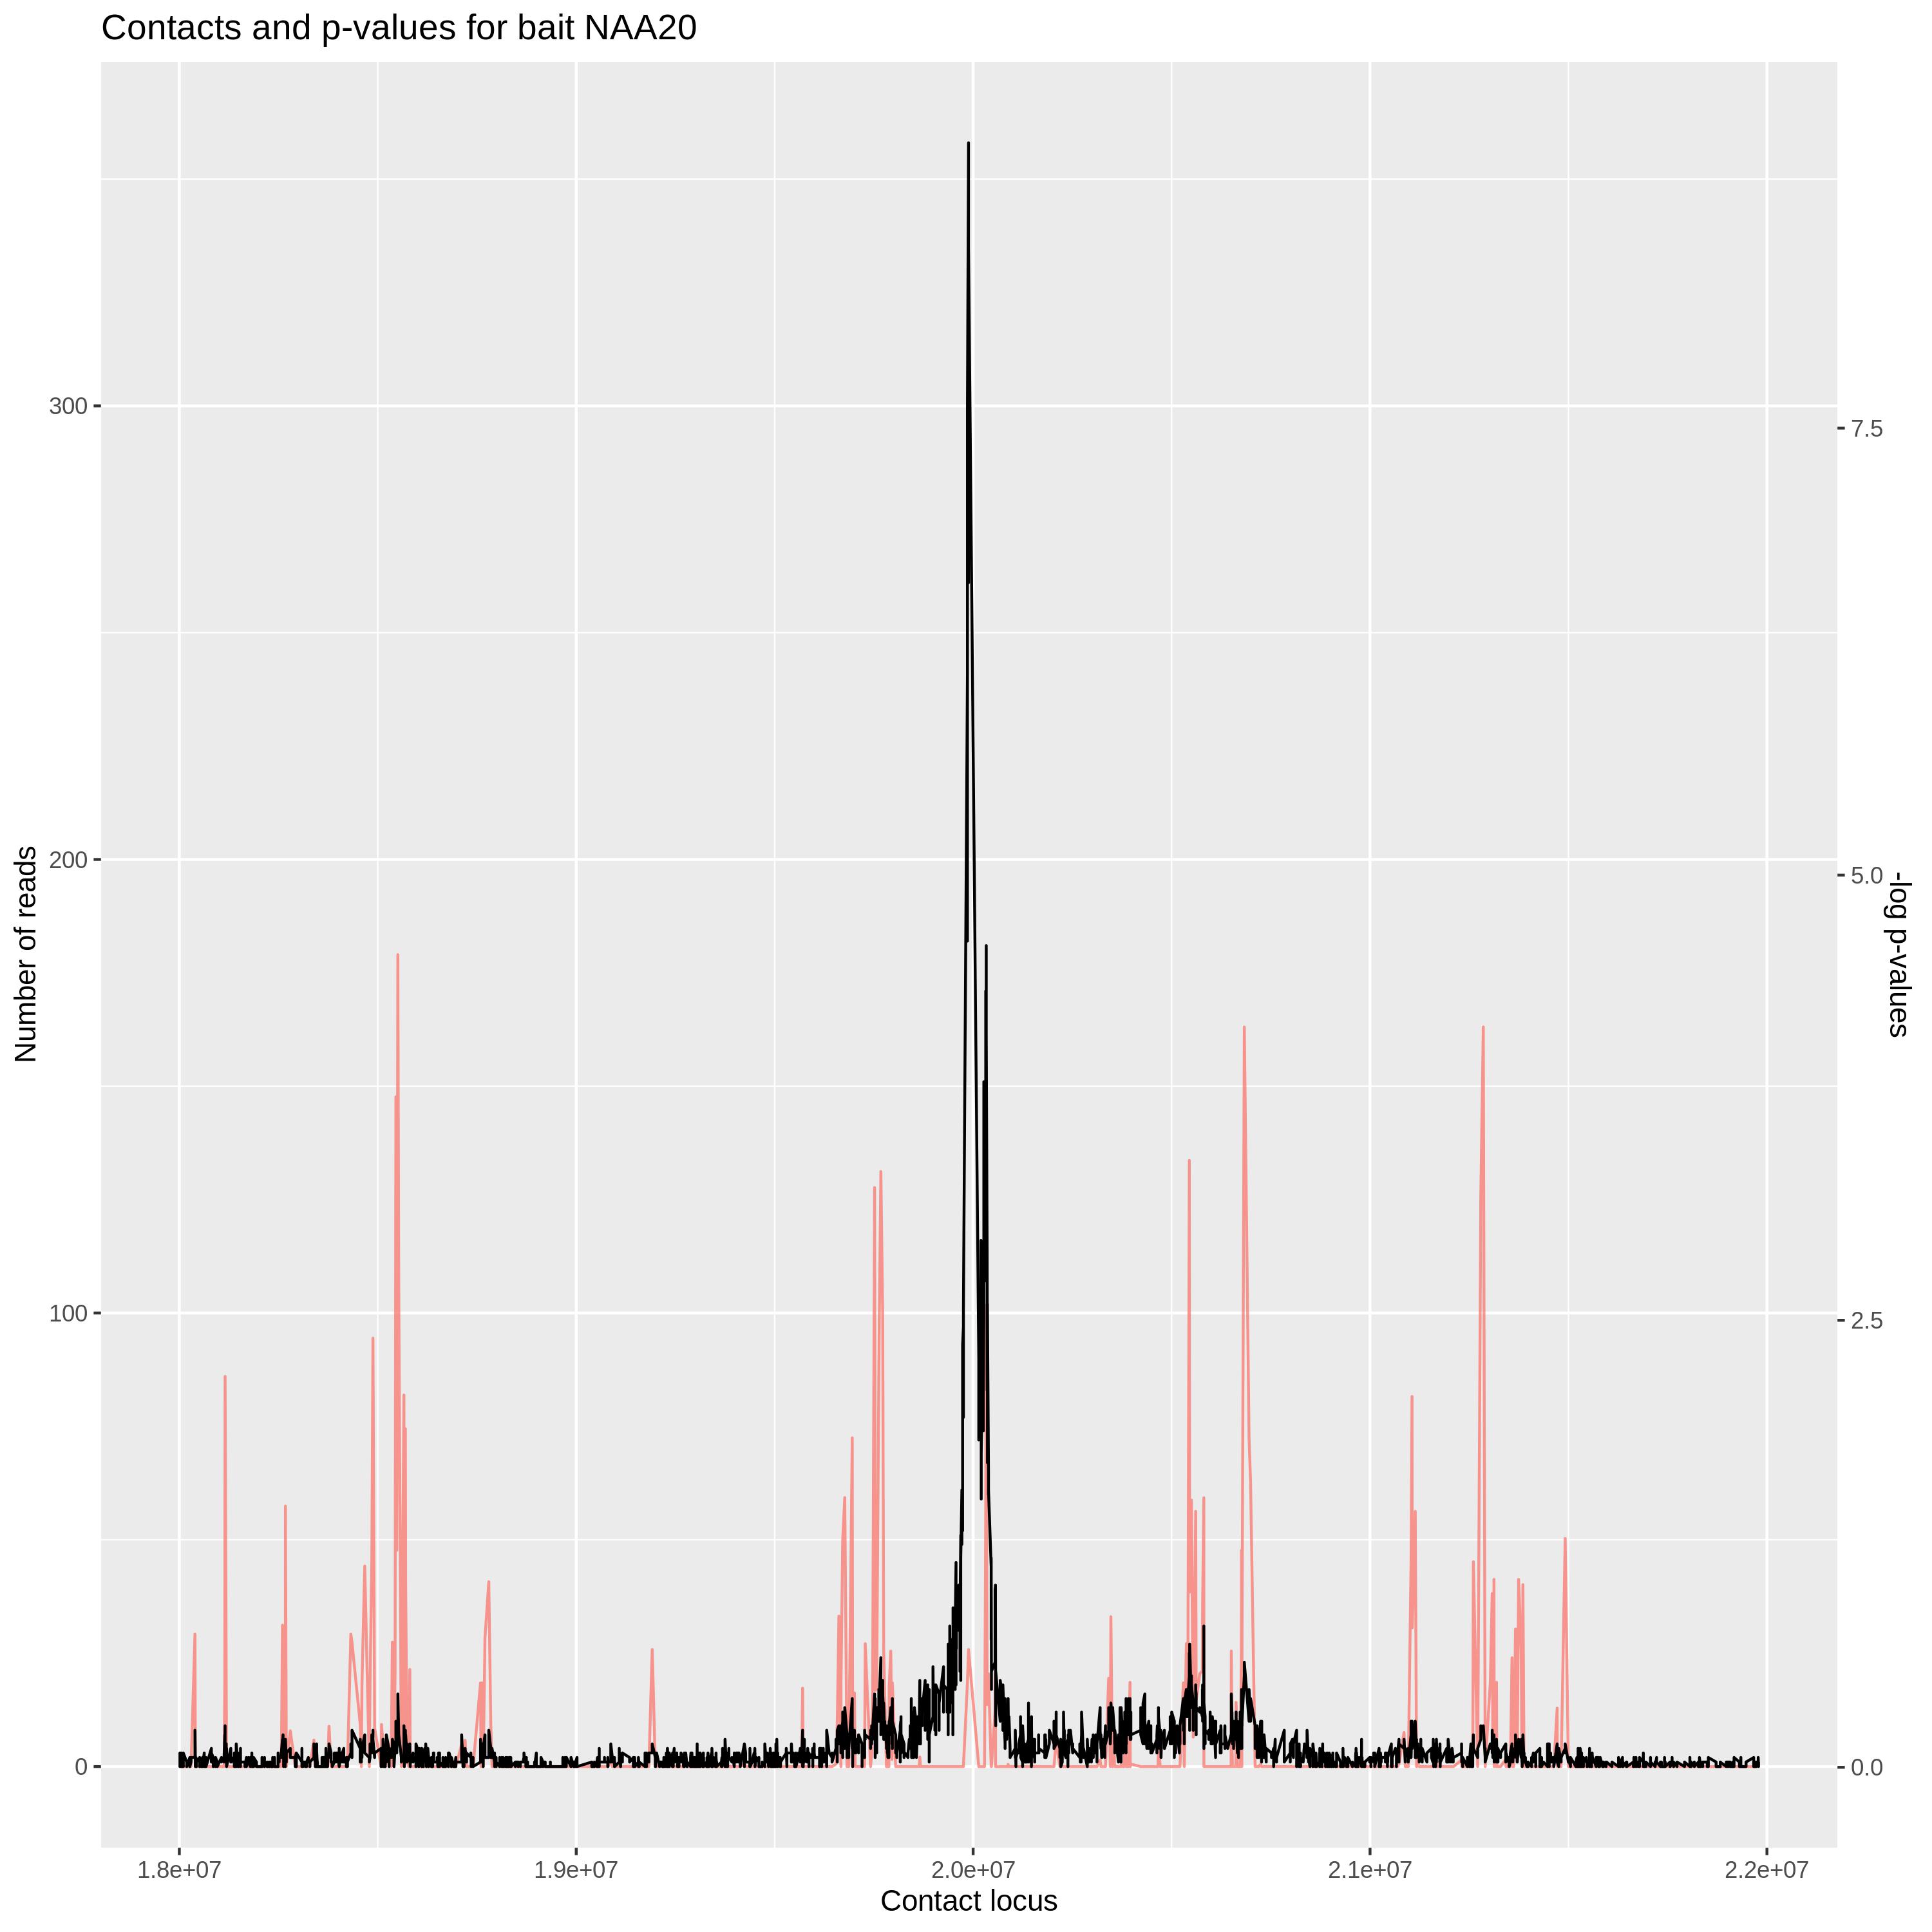 Contacts and p-values for bait NAA20
Number of reads
300
200
100
0
7.5
5.0
2.5
0.0
-log p-values
1.8e+07
1.9e+07
2.0e+07
2.1e+07
2.2e+07
Contact locus